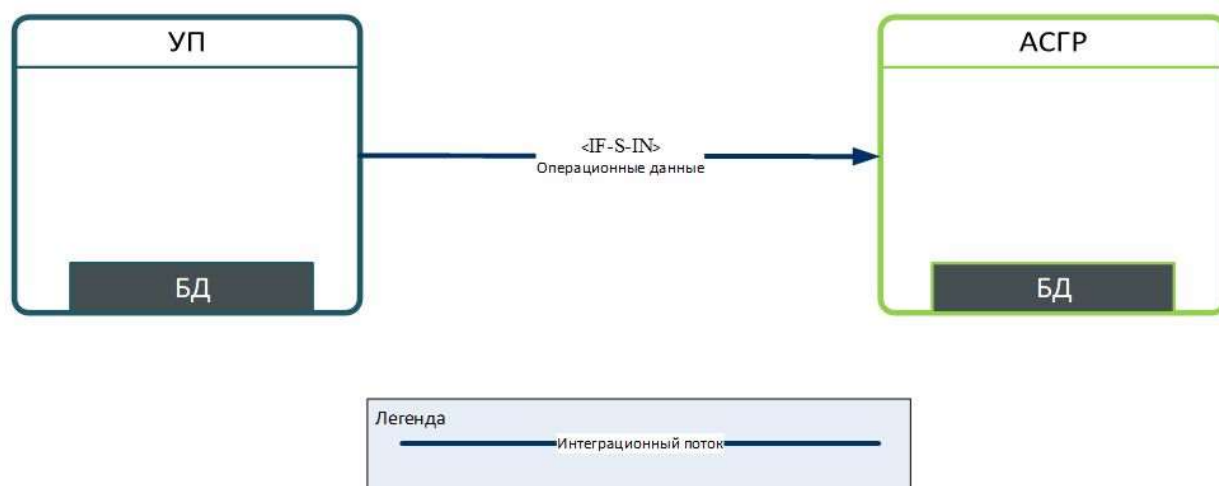 УП
АСГР
<IF-S-IN>
Операционные данные
БД
БД
Легенда
Интеграционный поток